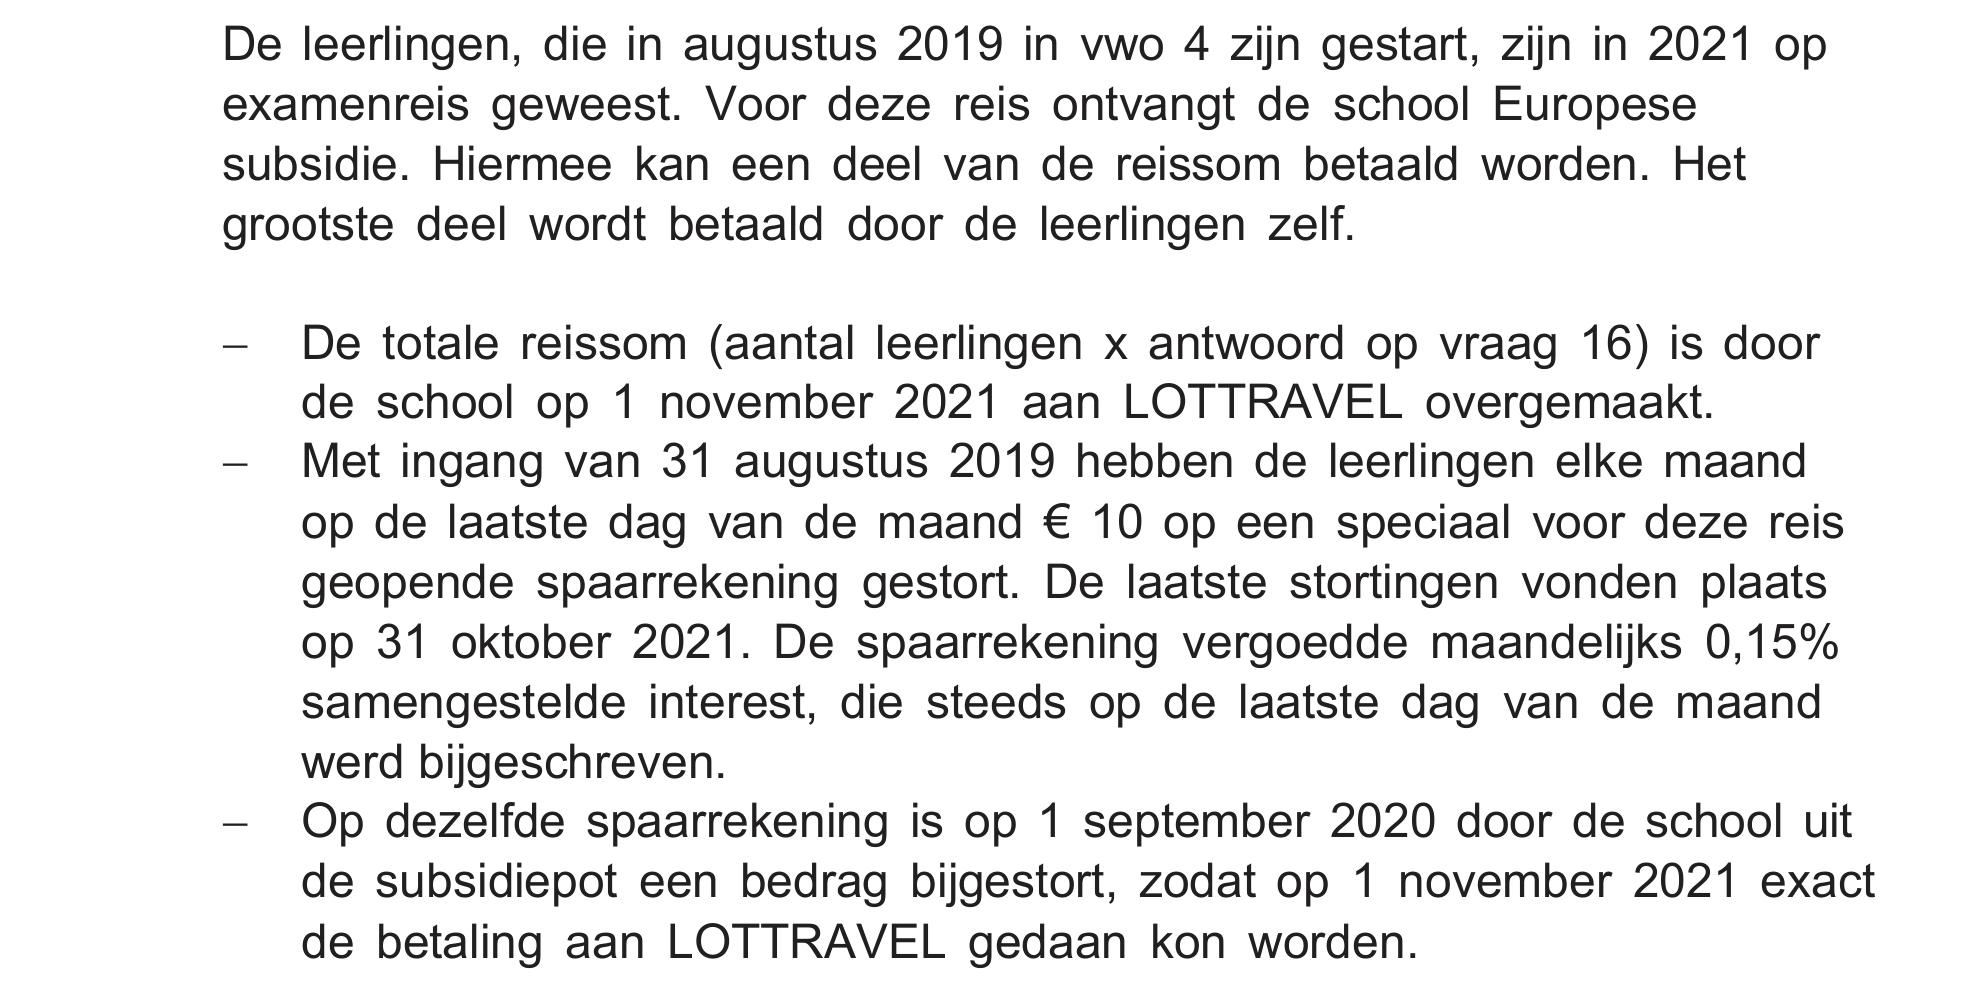 De leerlingen, die in augustus 2019 in vwo 4 zijn gestart, zijn in 2021 op
examenreis geweest. Voor deze reis ontvangt de school Europese
subsidie. Hiermee kan een deel van de reissom betaald worden. Het
grootste deel wordt betaald door de leerlingen zelf.
– De totale reissom (aantal leerlingen x antwoord op vraag 16) is door
de school op 1 november 2021 aan LOTTRAVEL overgemaakt.
– Met ingang van 31 augustus 2019 hebben de leerlingen elke maand
op de laatste dag van de maand € 10 op een speciaal voor deze reis
geopende spaarrekening gestort. De laatste stortingen vonden plaats
op 31 oktober 2021. De spaarrekening vergoedde maandelijks 0,15%
samengestelde interest, die steeds op de laatste dag van de maand
werd bijgeschreven.
– Op dezelfde spaarrekening is op 1 september 2020 door de school uit
de subsidiepot een bedrag bijgestort, zodat op 1 november 2021 exact
de betaling aan LOTTRAVEL gedaan kon worden.